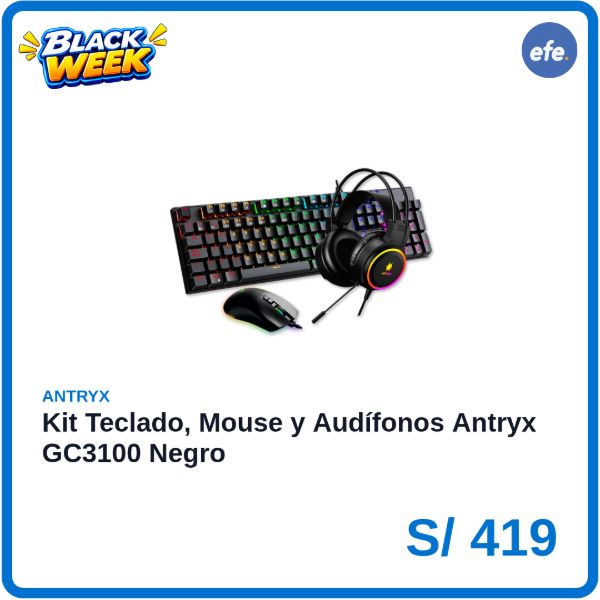 BLACK
WEEK
efe.
ANTRYX
Kit Teclado, Mouse y Audífonos Antryx
GC3100 Negro
S/ 419